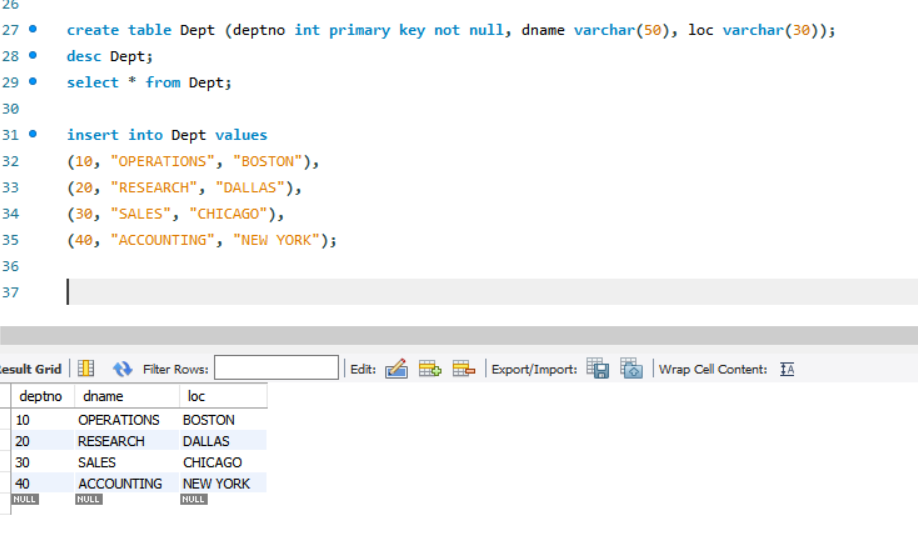 26
27 create table Dept (deptno int primary key not null, dname varchar(50), loc varchar(30));
28 desc Dept;
29 select * from Dept;
30
31 insert into Dept values
32 (10, "OPERATIONS", "BOSTON"),
33 (20, "RESEARCH", "DALLAS"),
34 (30, "SALES", "CHICAGO"),
35 (40, "ACCOUNTING", "NEW YORK");
36
37
esult Grid Filter Rows: Edit: Export/Import: Wrap Cell Content: IA
deptno dname loc
10 OPERATIONS BOSTON
20 RESEARCH DALLAS
30 SALES CHICAGO
40 ACCOUNTING NEW YORK
NULL NULL NULL